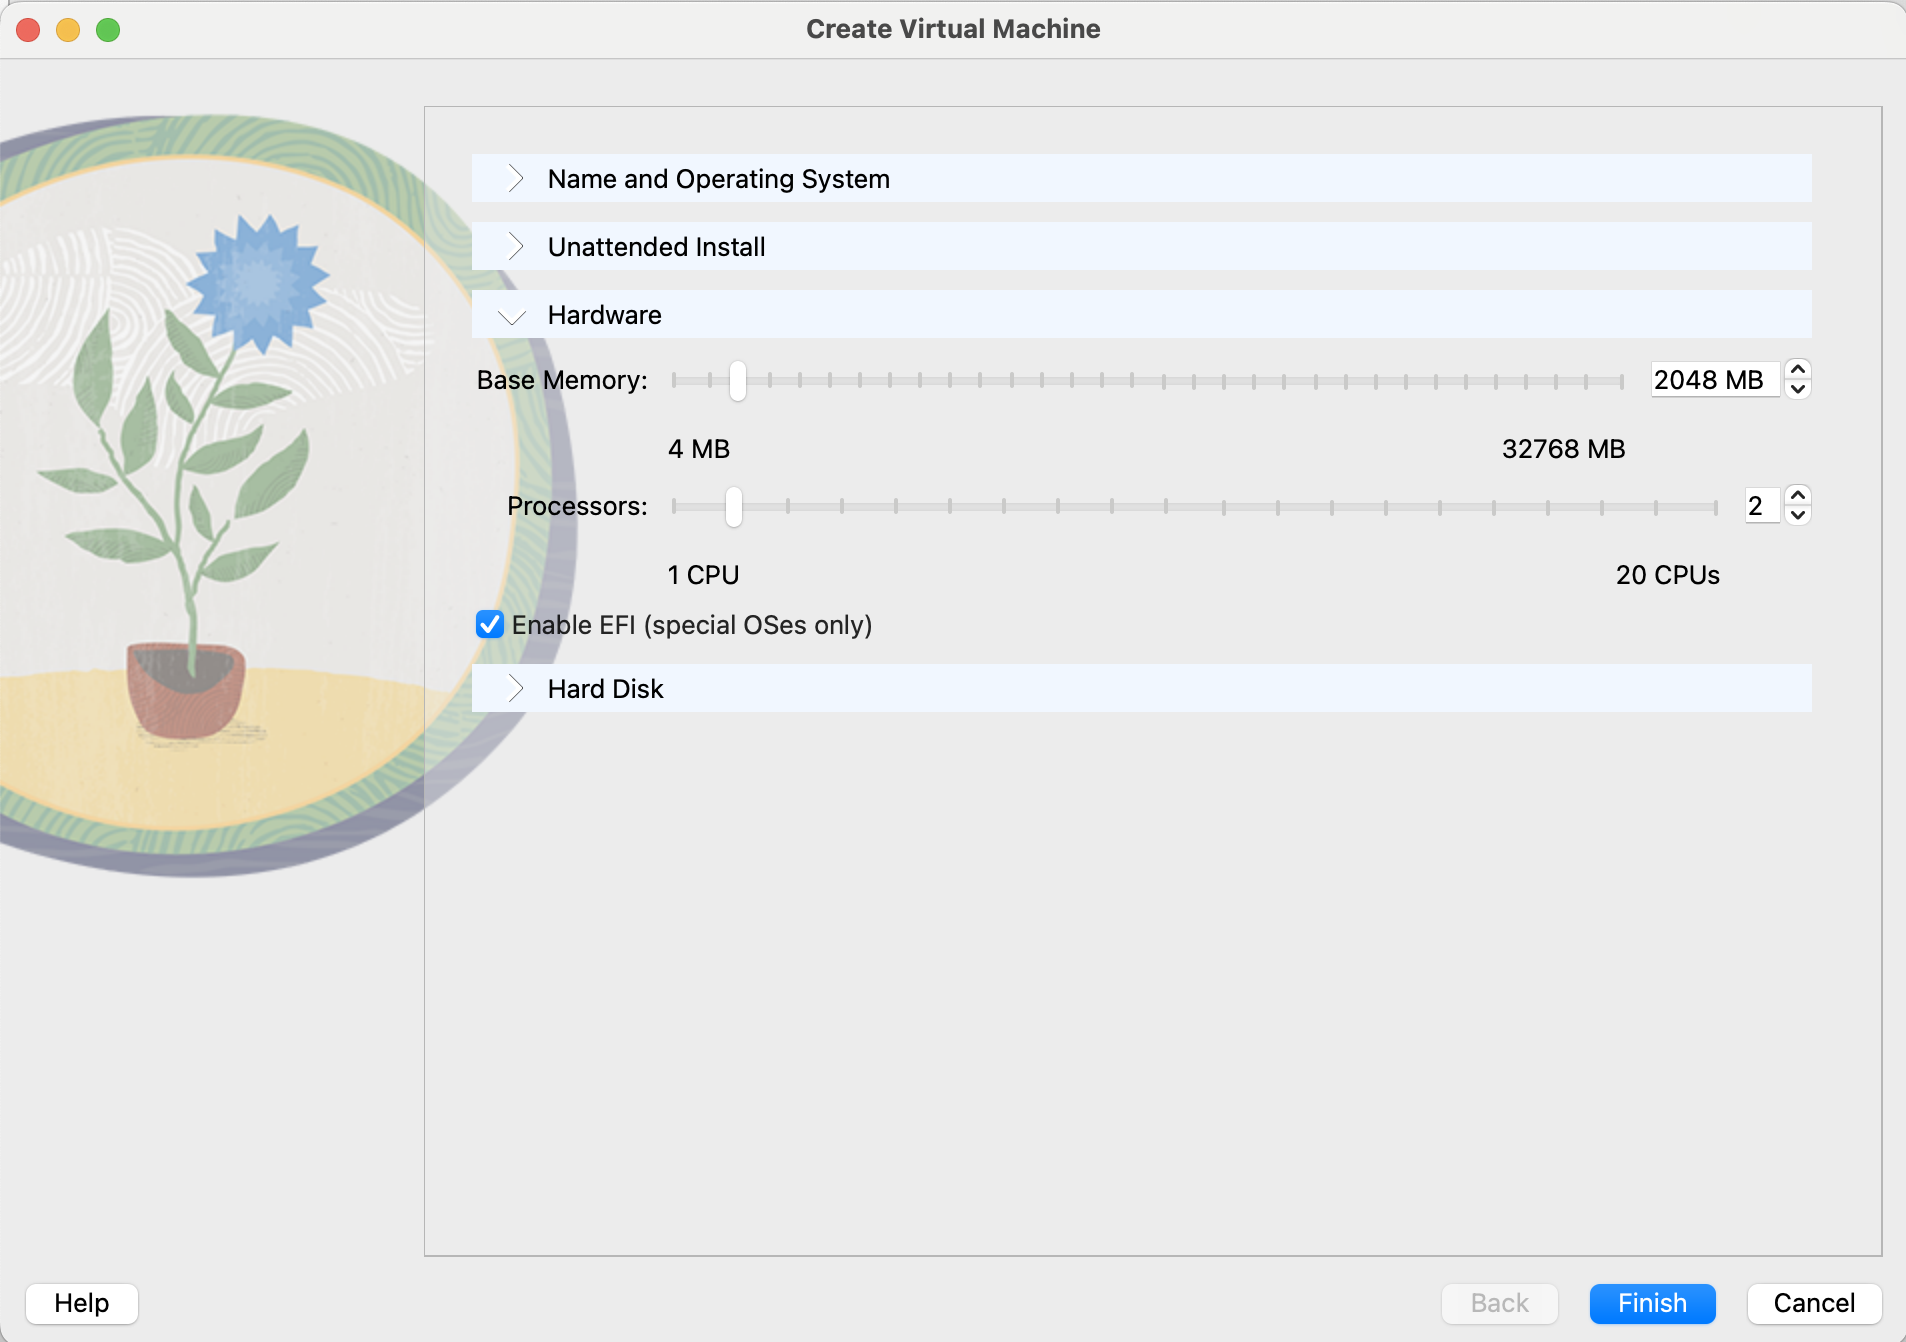 Create Virtual Machine
Name and Operating System
Unattended Install
Hardware
Base Memory: 2048 MB
4 MB 32768 MB
Processors: 2
1 CPU 20 CPUs
Enable EFI (special OSes only)
Hard Disk
Help Back Finish Cancel